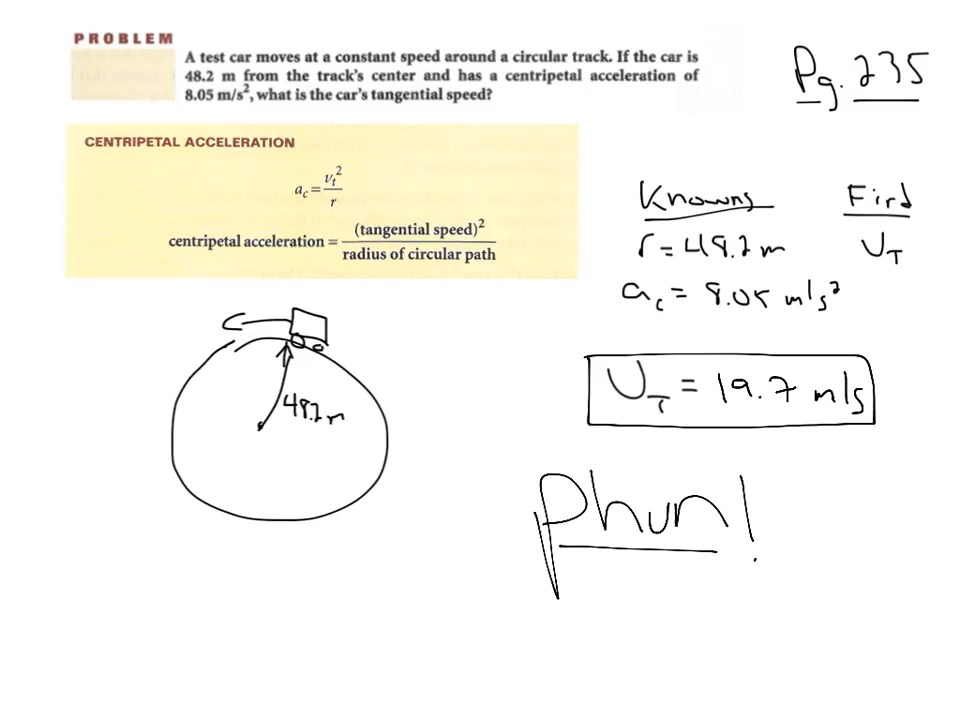 PROBLEM
A test car moves at a constant speed around a circular track. If the car is
48.2 m from the track's center and has a centripetal acceleration of
8.05 m/s², what is the car's tangential speed?
Pg. 235
CENTRIPETAL ACCELERATION
a_c = v_t² / r
centripetal acceleration = (tangential speed)² / radius of circular path
Knowns
r = 48.2 m
a_c = 8.05 m/s²
Find
v_T
48.2 m
v_T = 19.7 m/s
Phun!